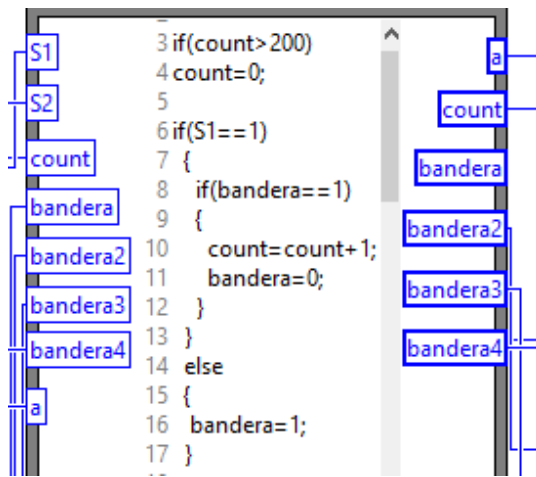 S1
S2
count
bandera
bandera2
bandera3
bandera4
a
3 if(count>200)
4 count=0;
5
6 if(S1==1)
7 {
8 if(bandera==1)
9 {
10 count=count+1;
11 bandera=0;
12 }
13 }
14 else
15 {
16 bandera=1;
17 }
a
count
bandera
bandera2
bandera3
bandera4